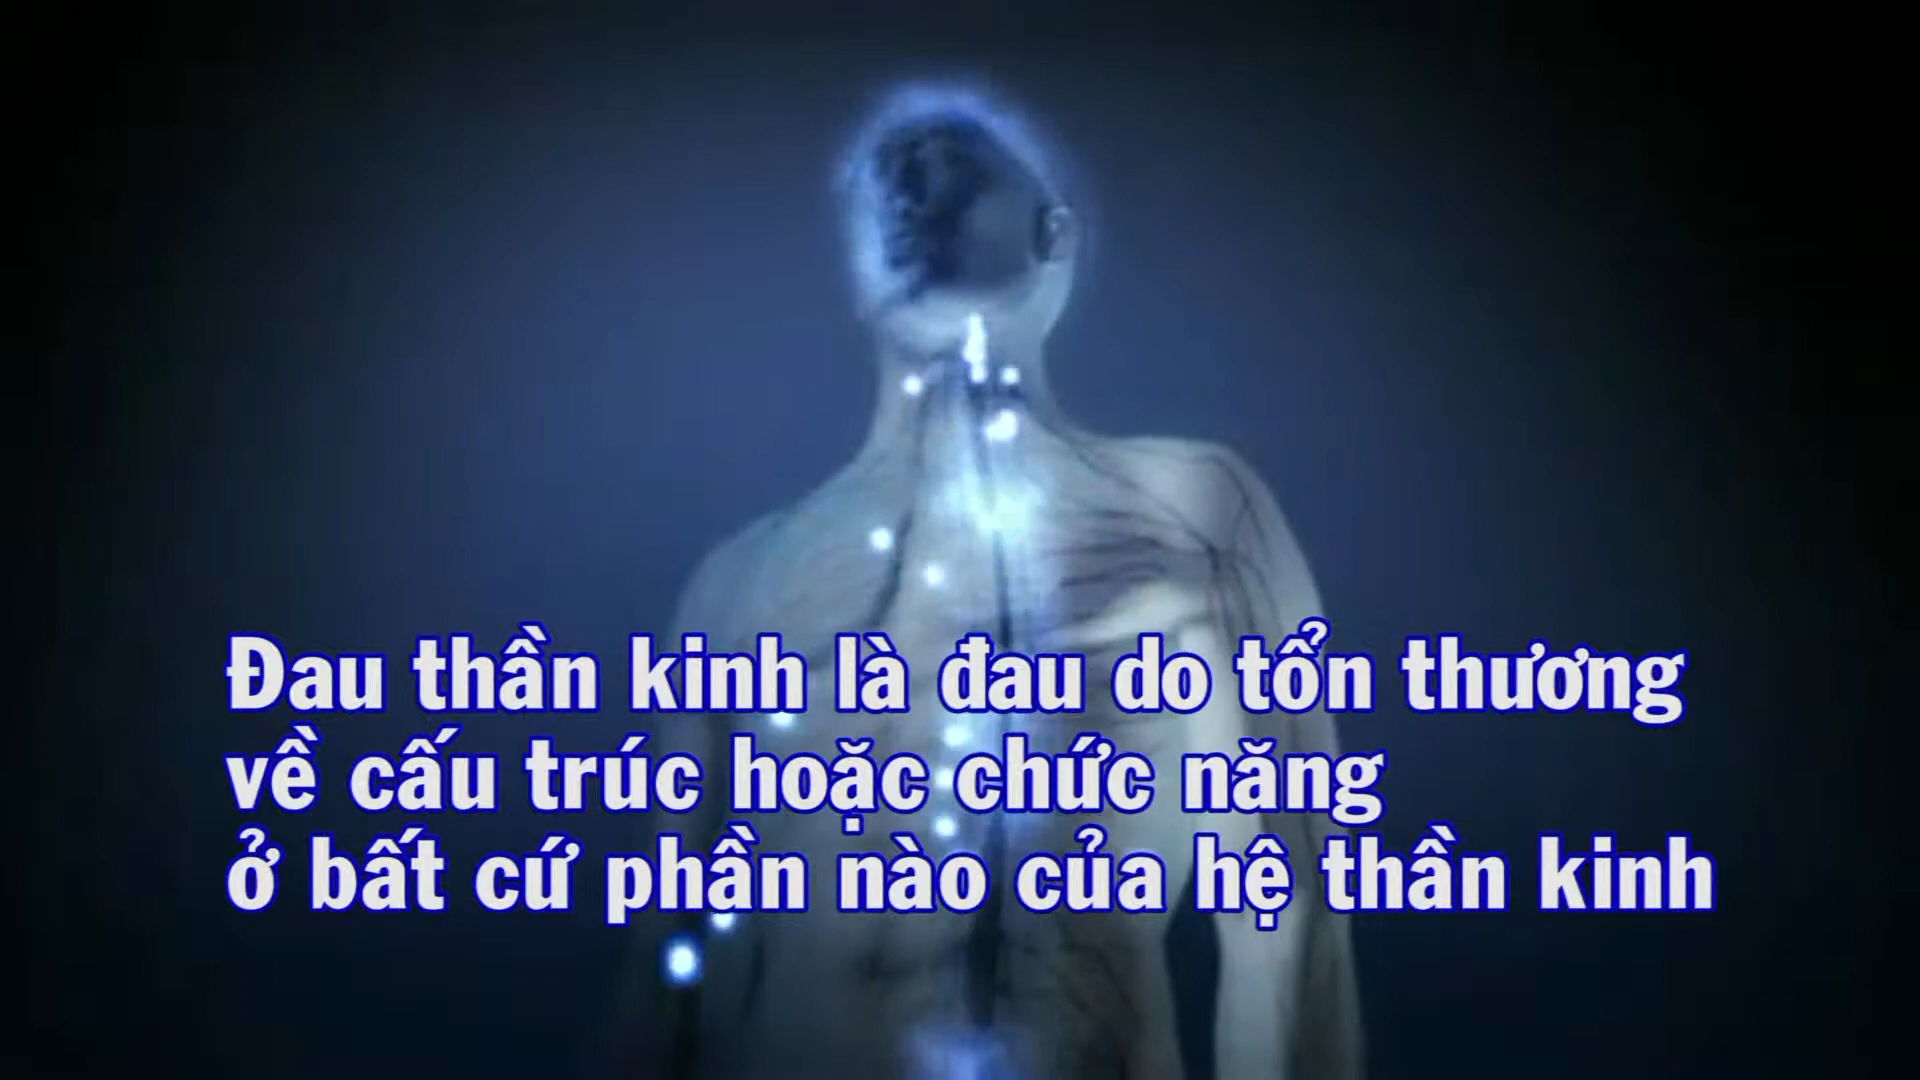 Đau thần kinh là đau do tổn thương
về cấu trúc hoặc chức năng
ở bất cứ phần nào của hệ thần kinh